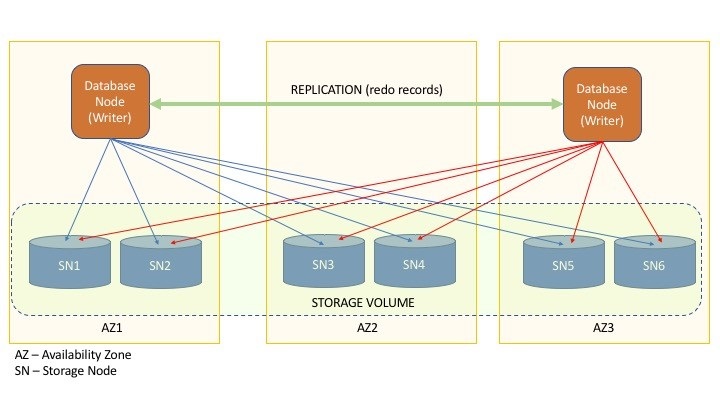 Database
Node
(Writer)
REPLICATION (redo records)
Database
Node
(Writer)
SN1
SN2
SN3
SN4
SN5
SN6
STORAGE VOLUME
AZ1
AZ2
AZ3
AZ – Availability Zone
SN – Storage Node